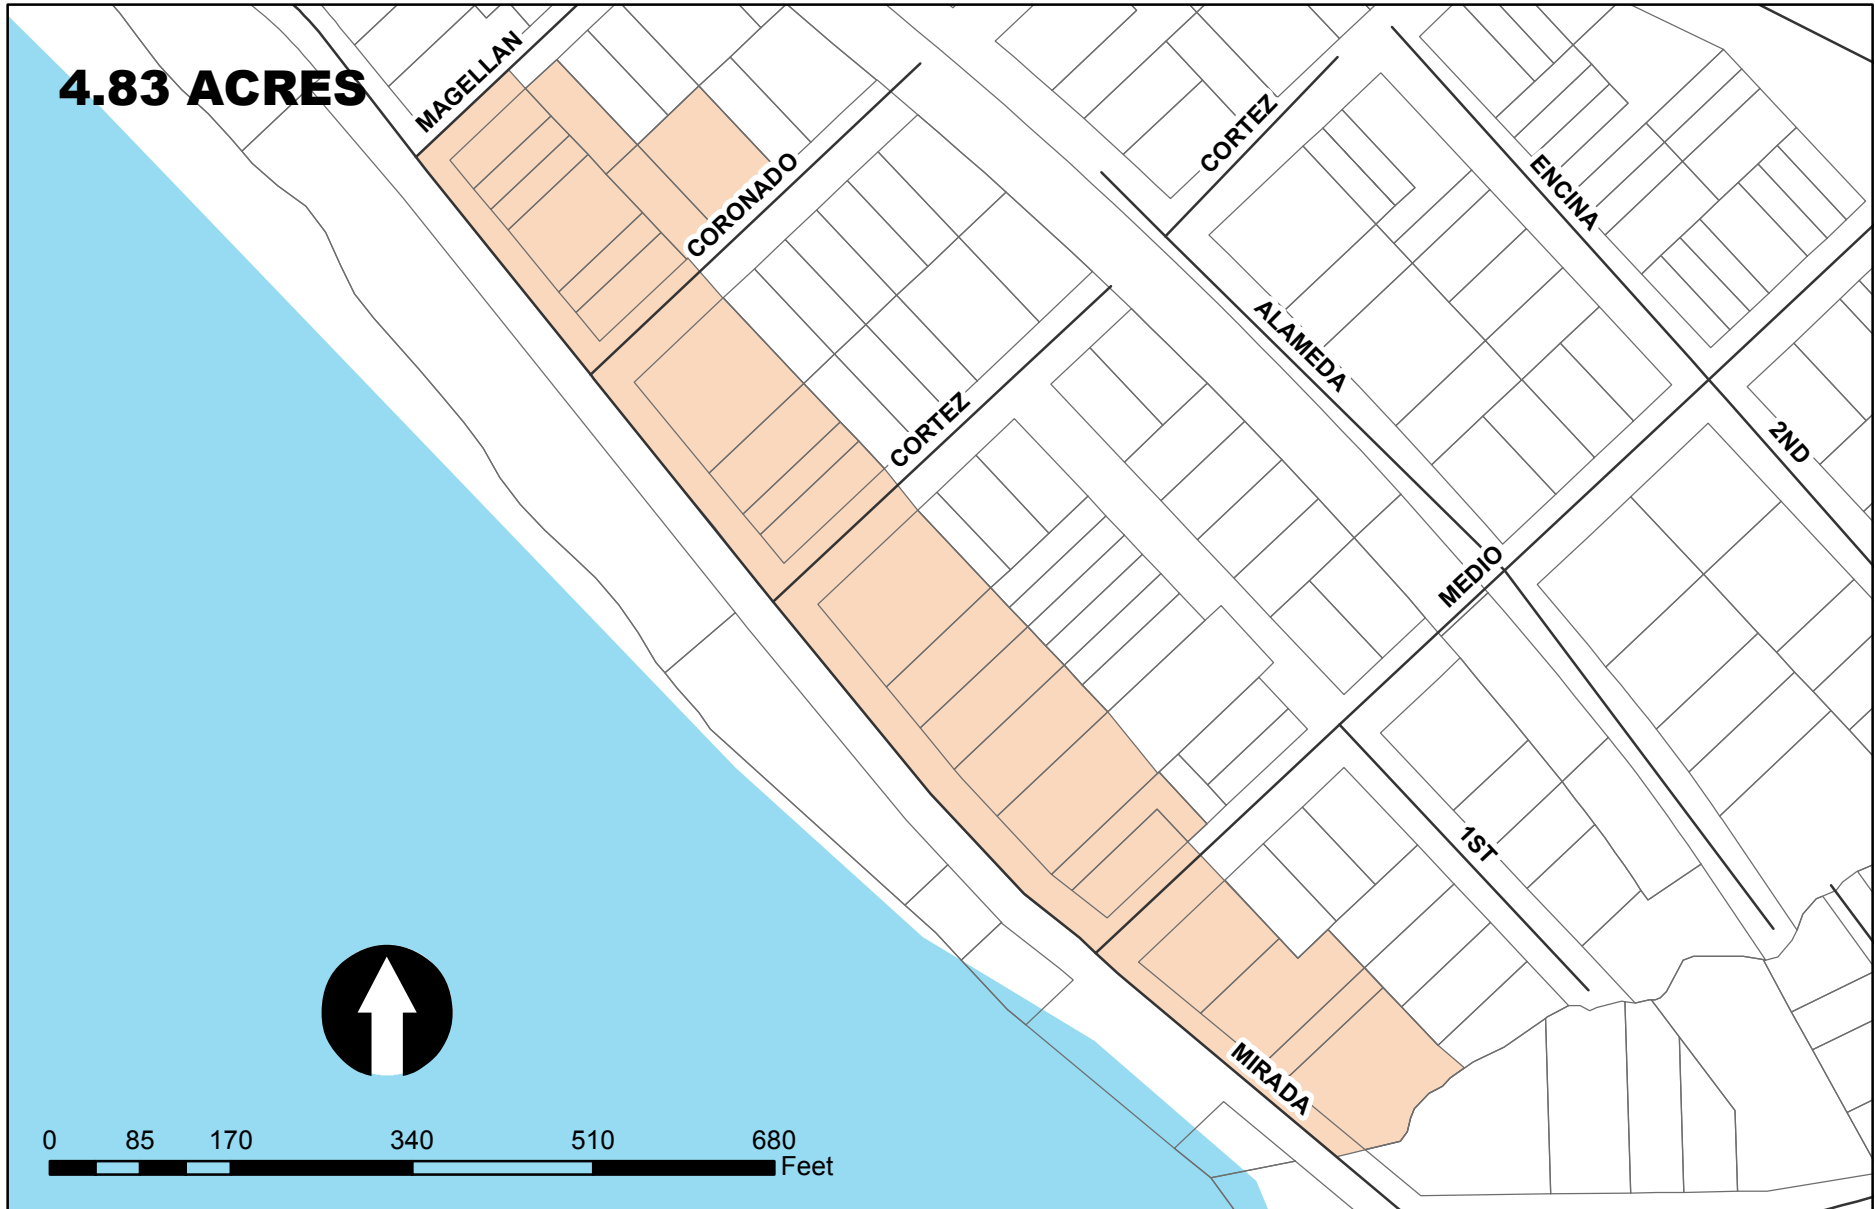 4.83 ACRES
MAGELLAN
CORONADO
CORTEZ
ENCINA
ALAMEDA
CORTEZ
2ND
MEDIO
1ST
MIRADA
0 85 170 340 510 680
Feet